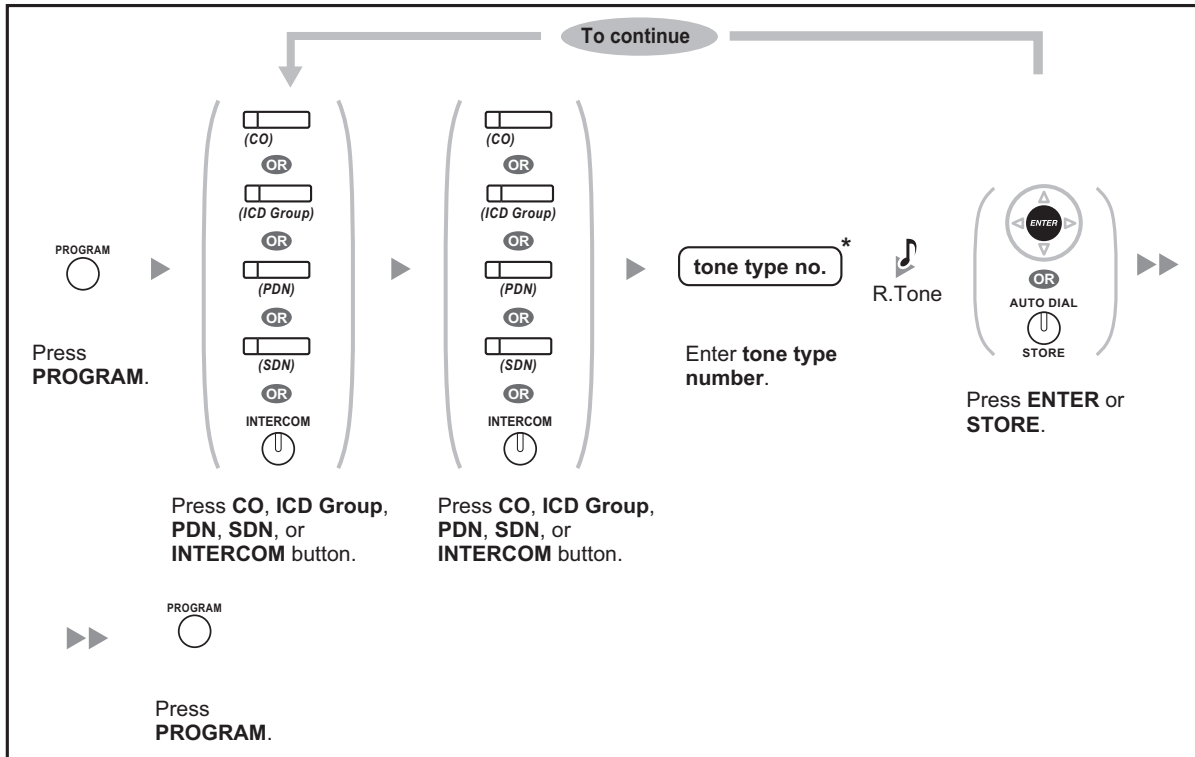 To continue
PROGRAM
Press
PROGRAM.
(CO)
OR
(ICD Group)
OR
(PDN)
OR
(SDN)
OR
INTERCOM
Press CO, ICD Group,
PDN, SDN, or
INTERCOM button.
(CO)
OR
(ICD Group)
OR
(PDN)
OR
(SDN)
OR
INTERCOM
Press CO, ICD Group,
PDN, SDN, or
INTERCOM button.
tone type no.*
Enter tone type
number.
R.Tone
ENTER
OR
AUTO DIAL
STORE
Press ENTER or
STORE.
PROGRAM
Press
PROGRAM.